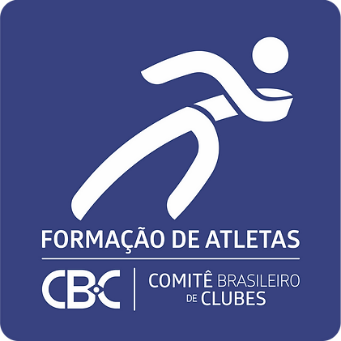 FORMAÇÃO DE ATLETAS
CBC
COMITÊ BRASILEIRO
DE CLUBES